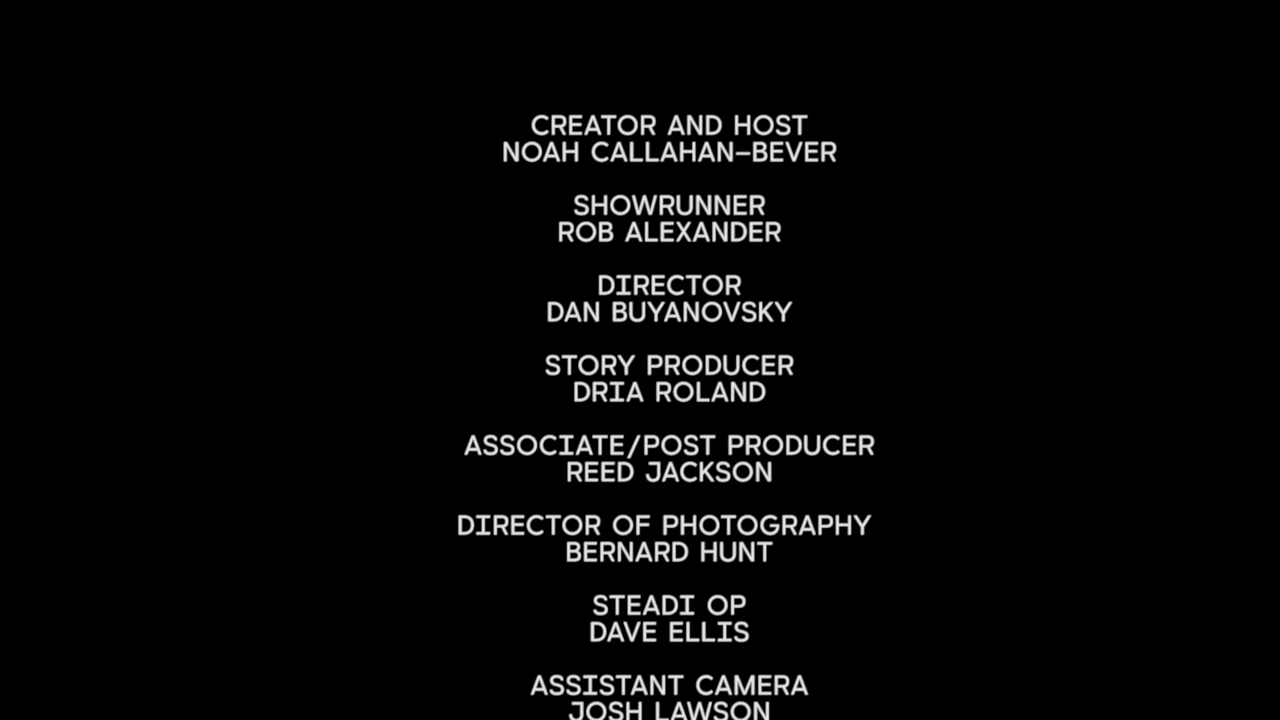 CREATOR AND HOST
NOAH CALLAHAN–BEVER
SHOWRUNNER
ROB ALEXANDER
DIRECTOR
DAN BUYANOVSKY
STORY PRODUCER
DRIA ROLAND
ASSOCIATE/POST PRODUCER
REED JACKSON
DIRECTOR OF PHOTOGRAPHY
BERNARD HUNT
STEADI OP
DAVE ELLIS
ASSISTANT CAMERA
JOSH LAWSON